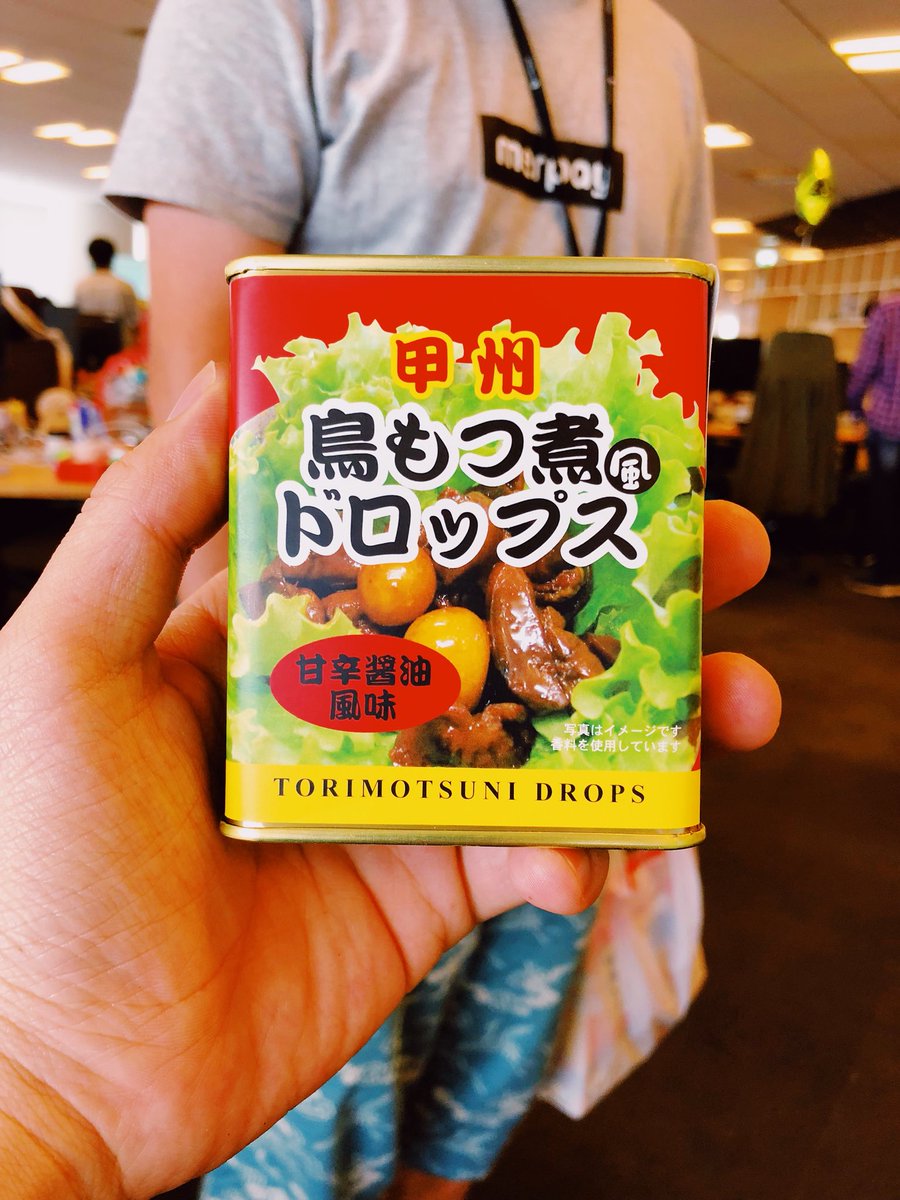 merpay
甲州
鳥もつ煮風
ドロップス
甘辛醤油
風味
写真はイメージです
香料を使用しています
TORIMOTSUNI DROPS